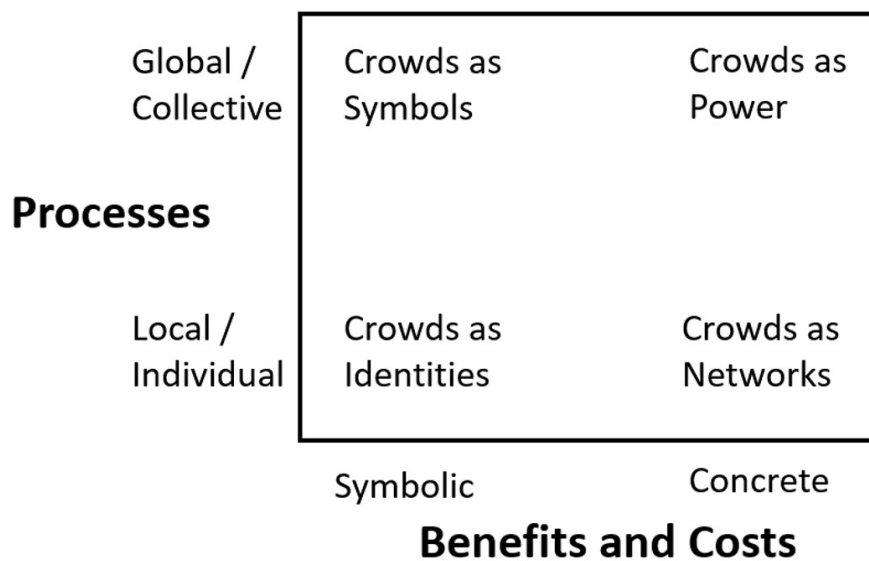 Global /
Collective
Crowds as
Symbols
Crowds as
Power
Processes
Local /
Individual
Crowds as
Identities
Crowds as
Networks
Symbolic
Concrete
Benefits and Costs